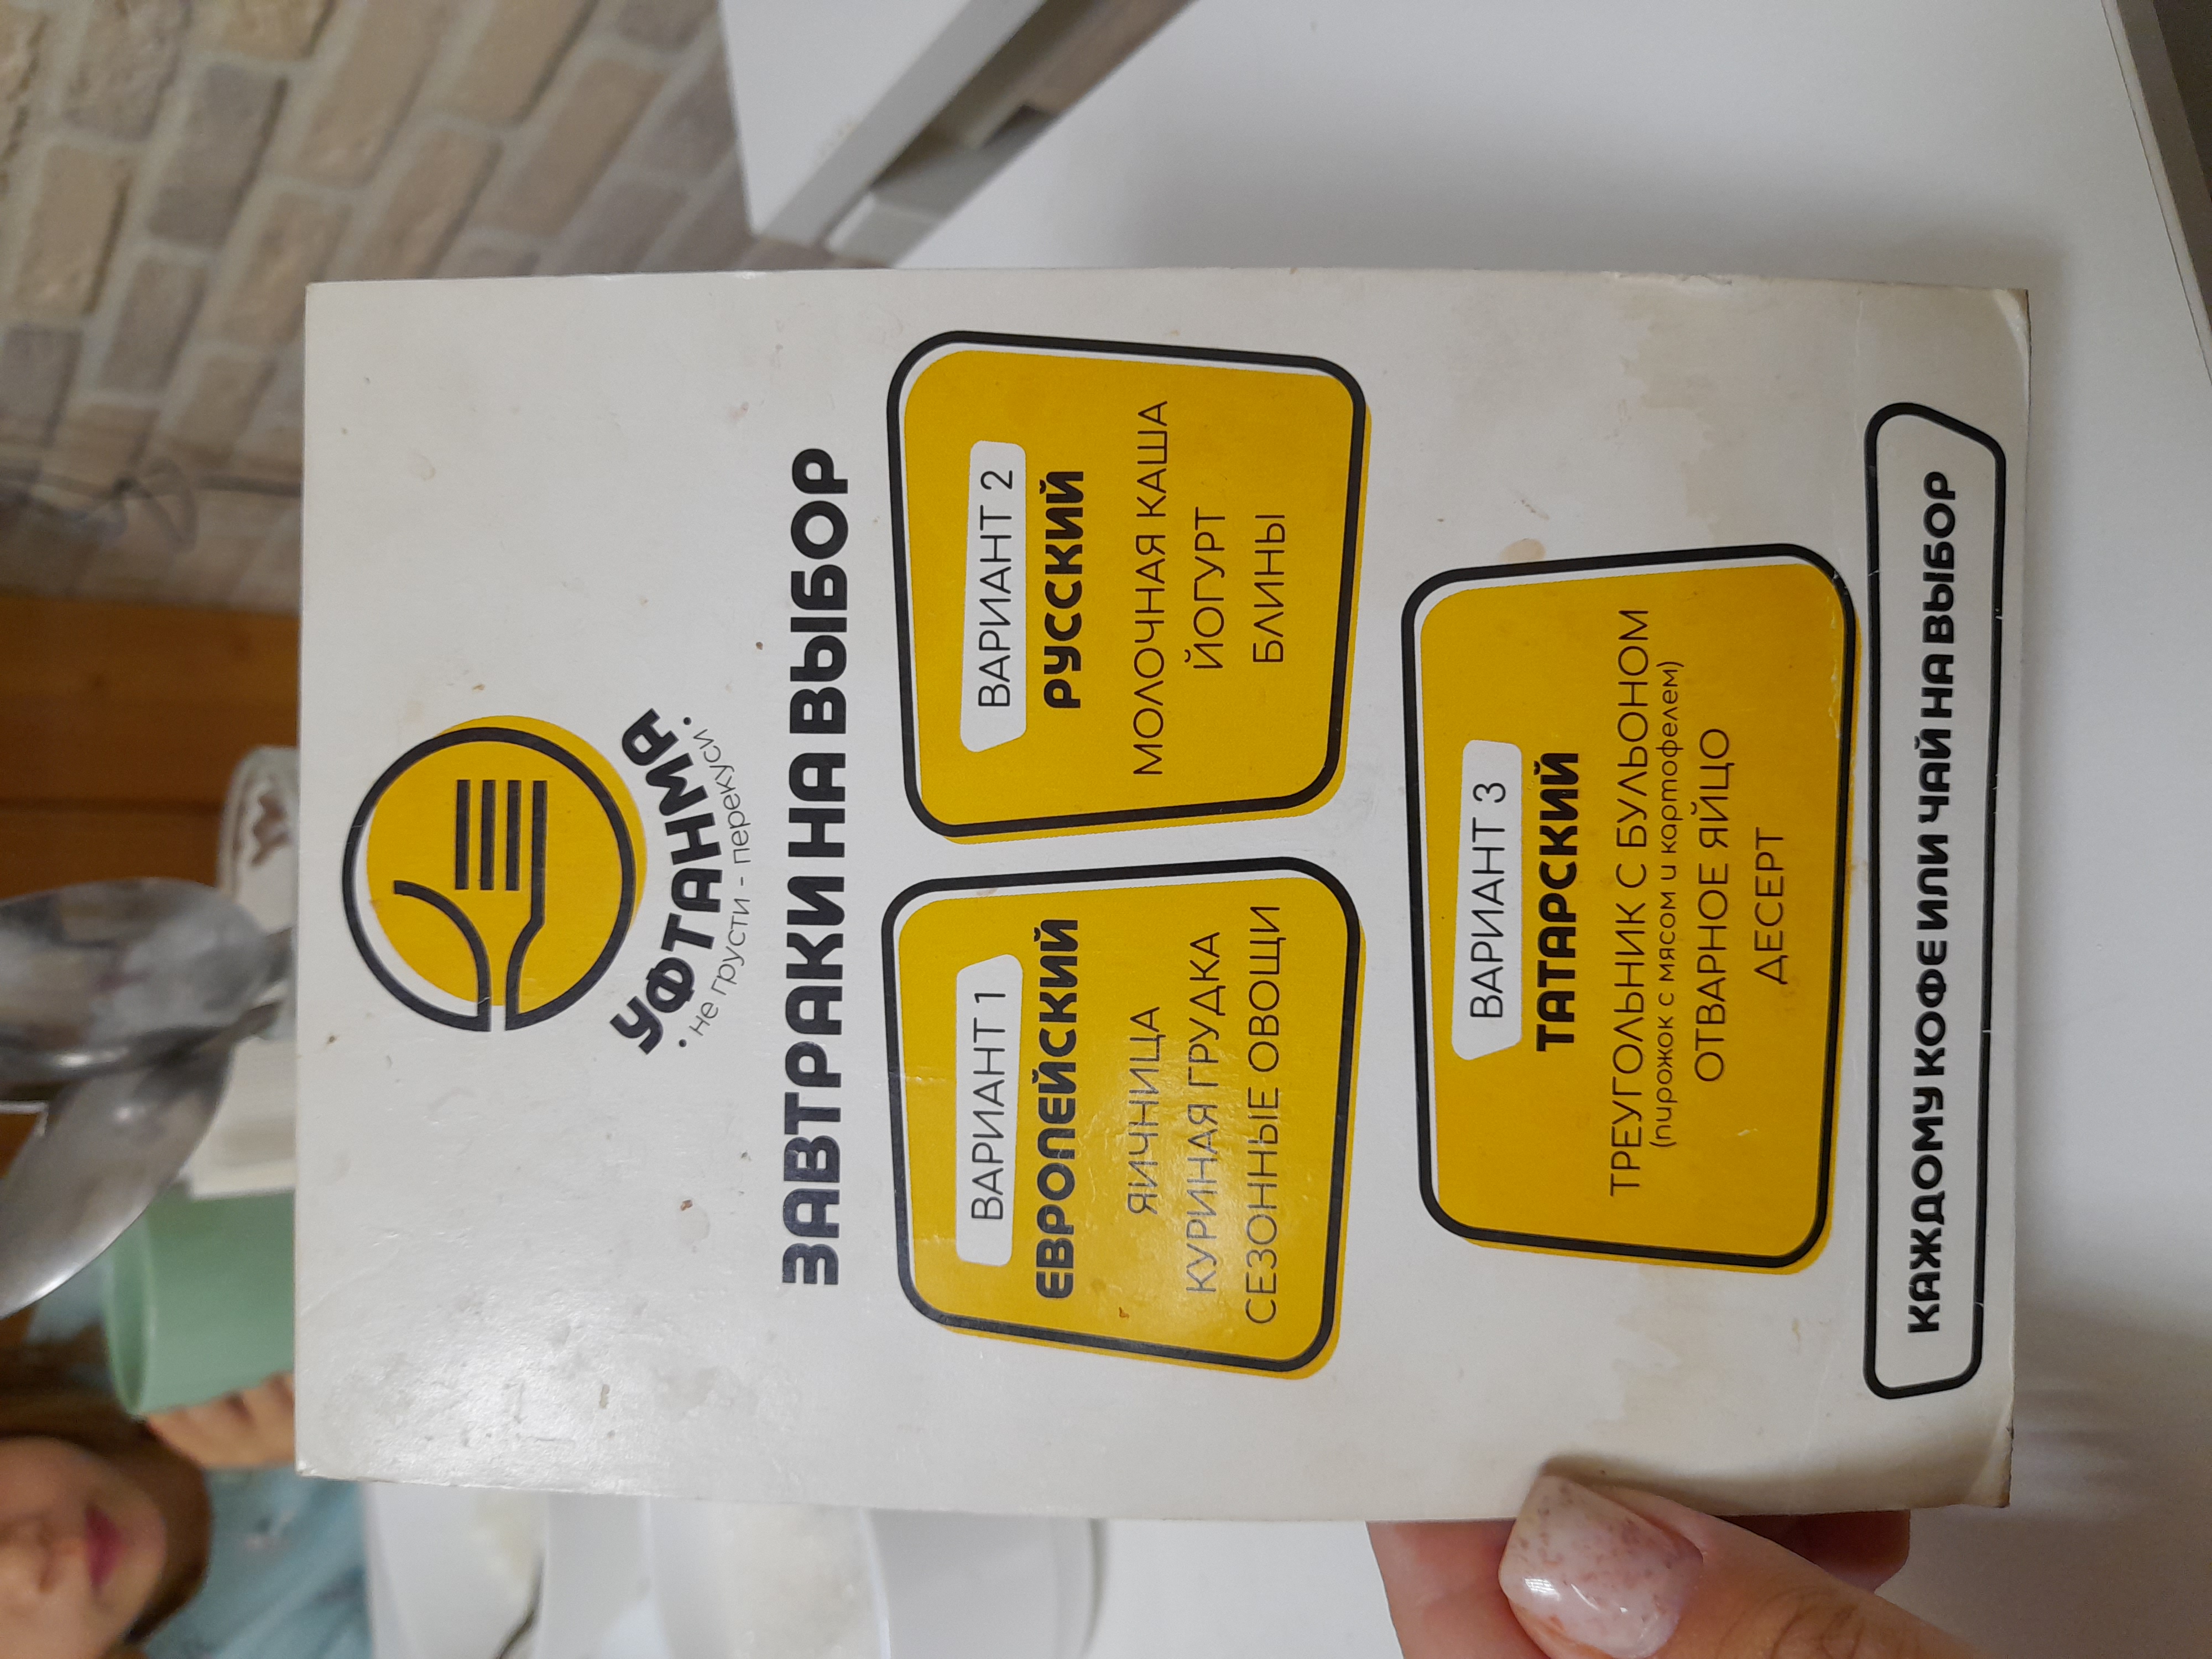 УФТАНМА
• не грусти - перекуси •
ЗАВТРАКИ НА ВЫБОР
ВАРИАНТ 1
ЕВРОПЕЙСКИЙ
ЯИЧНИЦА
КУРИНАЯ ГРУДКА
СЕЗОННЫЕ ОВОЩИ
ВАРИАНТ 2
РУССКИЙ
МОЛОЧНАЯ КАША
ЙОГУРТ
БЛИНЫ
ВАРИАНТ 3
ТАТАРСКИЙ
ТРЕУГОЛЬНИК С БУЛЬОНОМ
(пирожок с мясом и картофелем)
ОТВАРНОЕ ЯЙЦО
ДЕСЕРТ
КАЖДОМУ КОФЕ ИЛИ ЧАЙ НА ВЫБОР